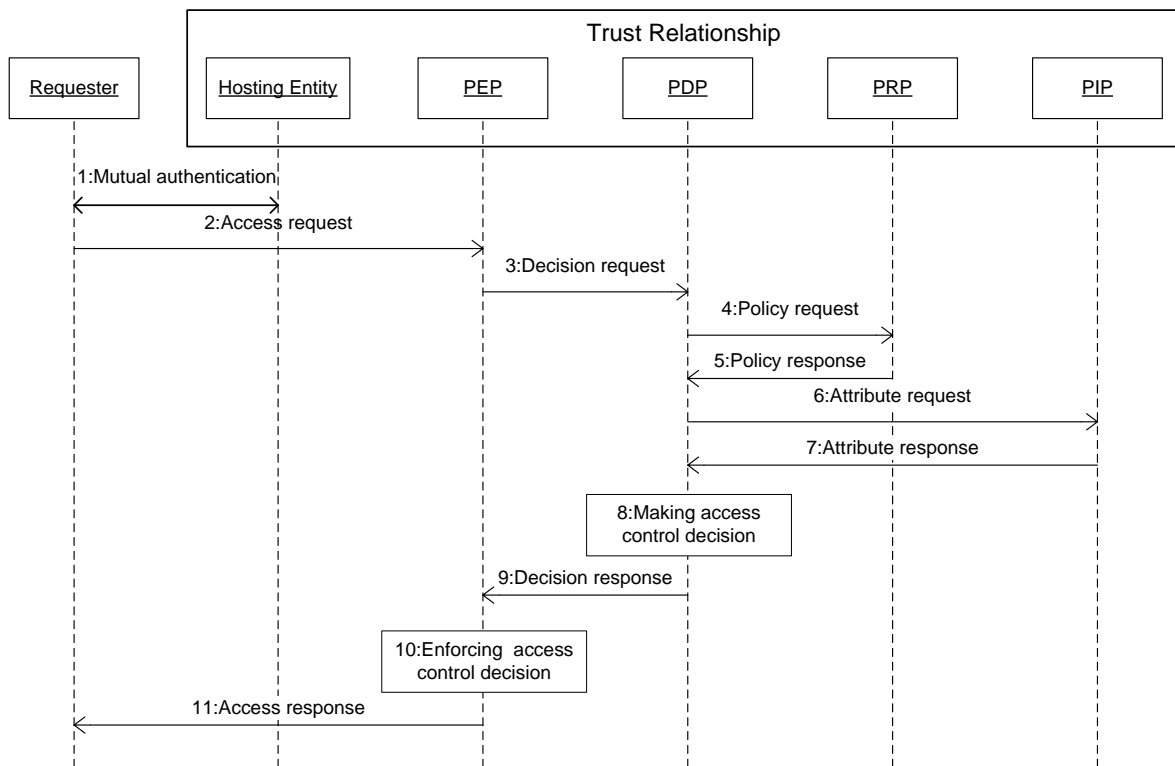 Trust Relationship
Requester
Hosting Entity
PEP
PDP
PRP
PIP
1:Mutual authentication
2:Access request
3:Decision request
4:Policy request
5:Policy response
6:Attribute request
7:Attribute response
8:Making access
control decision
9:Decision response
10:Enforcing  access
control decision
11:Access response